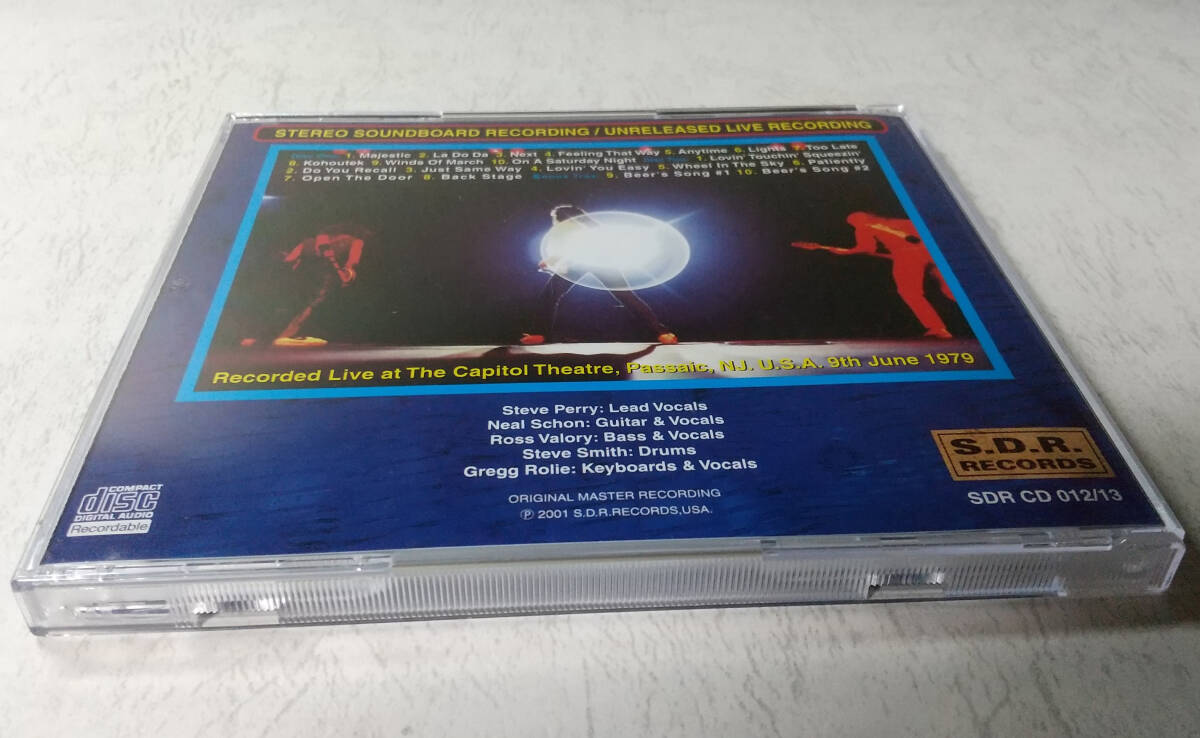 STEREO SOUNDBOARD RECORDING / UNRELEASED LIVE RECORDING
Disc One 1. Majestic 2. La Do Da 3. Next 4. Feeling That Way 5. Anytime 6. Lights 7. Too Late
8. Kohoutek 9. Winds Of March 10. On A Saturday Night Disc Two 1. Lovin' Touchin' Squeezin'
2. Do You Recall 3. Just Same Way 4. Lovin' You Easy 5. Wheel In The Sky 6. Patiently
7. Open The Door 8. Back Stage Bonus Trax 9. Beer's Song #1 10. Beer's Song #2
Recorded Live at The Capitol Theatre, Passaic, NJ. U.S.A. 9th June 1979
Steve Perry: Lead Vocals
Neal Schon: Guitar & Vocals
Ross Valory: Bass & Vocals
Steve Smith: Drums
Gregg Rolie: Keyboards & Vocals
ORIGINAL MASTER RECORDING
℗ 2001 S.D.R.RECORDS,USA.
COMPACT
disc
DIGITAL AUDIO
Recordable
S.D.R.
RECORDS
SDR CD 012/13